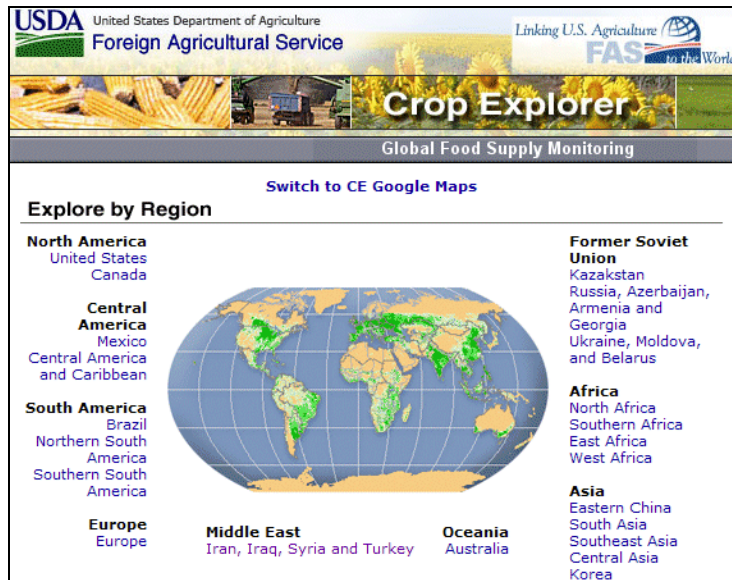 USDA
United States Department of Agriculture
Foreign Agricultural Service
Linking U.S. Agriculture
FAS
to the World
Crop Explorer
Global Food Supply Monitoring
Switch to CE Google Maps
Explore by Region
North America
United States
Canada
Central
America
Mexico
Central America
and Caribbean
South America
Brazil
Northern South
America
Southern South
America
Europe
Europe
Middle East
Iran, Iraq, Syria and Turkey
Oceania
Australia
Former Soviet
Union
Kazakstan
Russia, Azerbaijan,
Armenia and
Georgia
Ukraine, Moldova,
and Belarus
Africa
North Africa
Southern Africa
East Africa
West Africa
Asia
Eastern China
South Asia
Southeast Asia
Central Asia
Korea